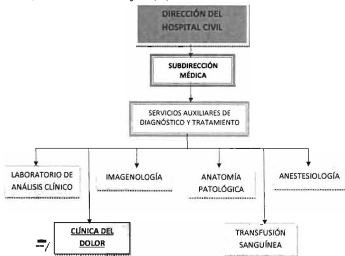 DIRECCIÓN DEL
HOSPITAL CIVIL
SUBDIRECCIÓN
MÉDICA
SERVICIOS AUXILIARES DE
DIAGNÓSTICO Y TRATAMIENTO
LABORATORIO DE
ANÁLISIS CLÍNICO
IMAGENOLOGÍA
ANATOMÍA
PATOLÓGICA
ANESTESIOLOGÍA
CLÍNICA DEL
DOLOR
TRANSFUSIÓN
SANGUÍNEA